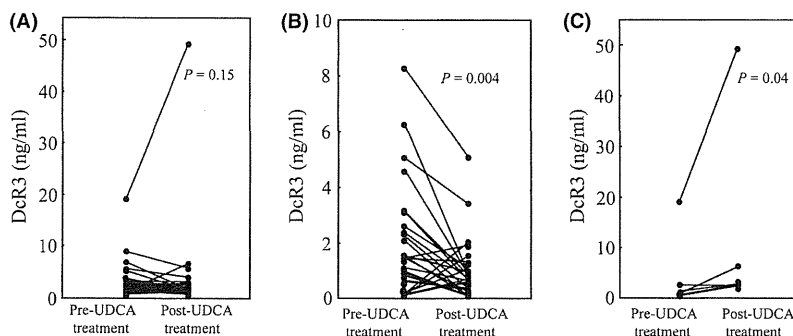 (A)
DcR3 (ng/ml)
50
40
30
20
10
0
P = 0.15
Pre-UDCA
treatment
Post-UDCA
treatment
(B)
DcR3 (ng/ml)
10
8
6
4
2
0
P = 0.004
Pre-UDCA
treatment
Post-UDCA
treatment
(C)
DcR3 (ng/ml)
50
40
30
20
10
0
P = 0.04
Pre-UDCA
treatment
Post-UDCA
treatment